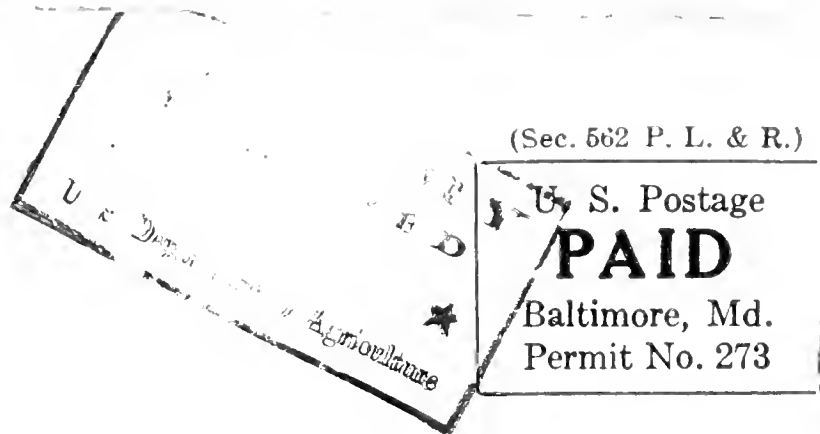 (Sec. 562 P. L. & R.)
U. S. Postage
PAID
Baltimore, Md.
Permit No. 273
U S Agriculture